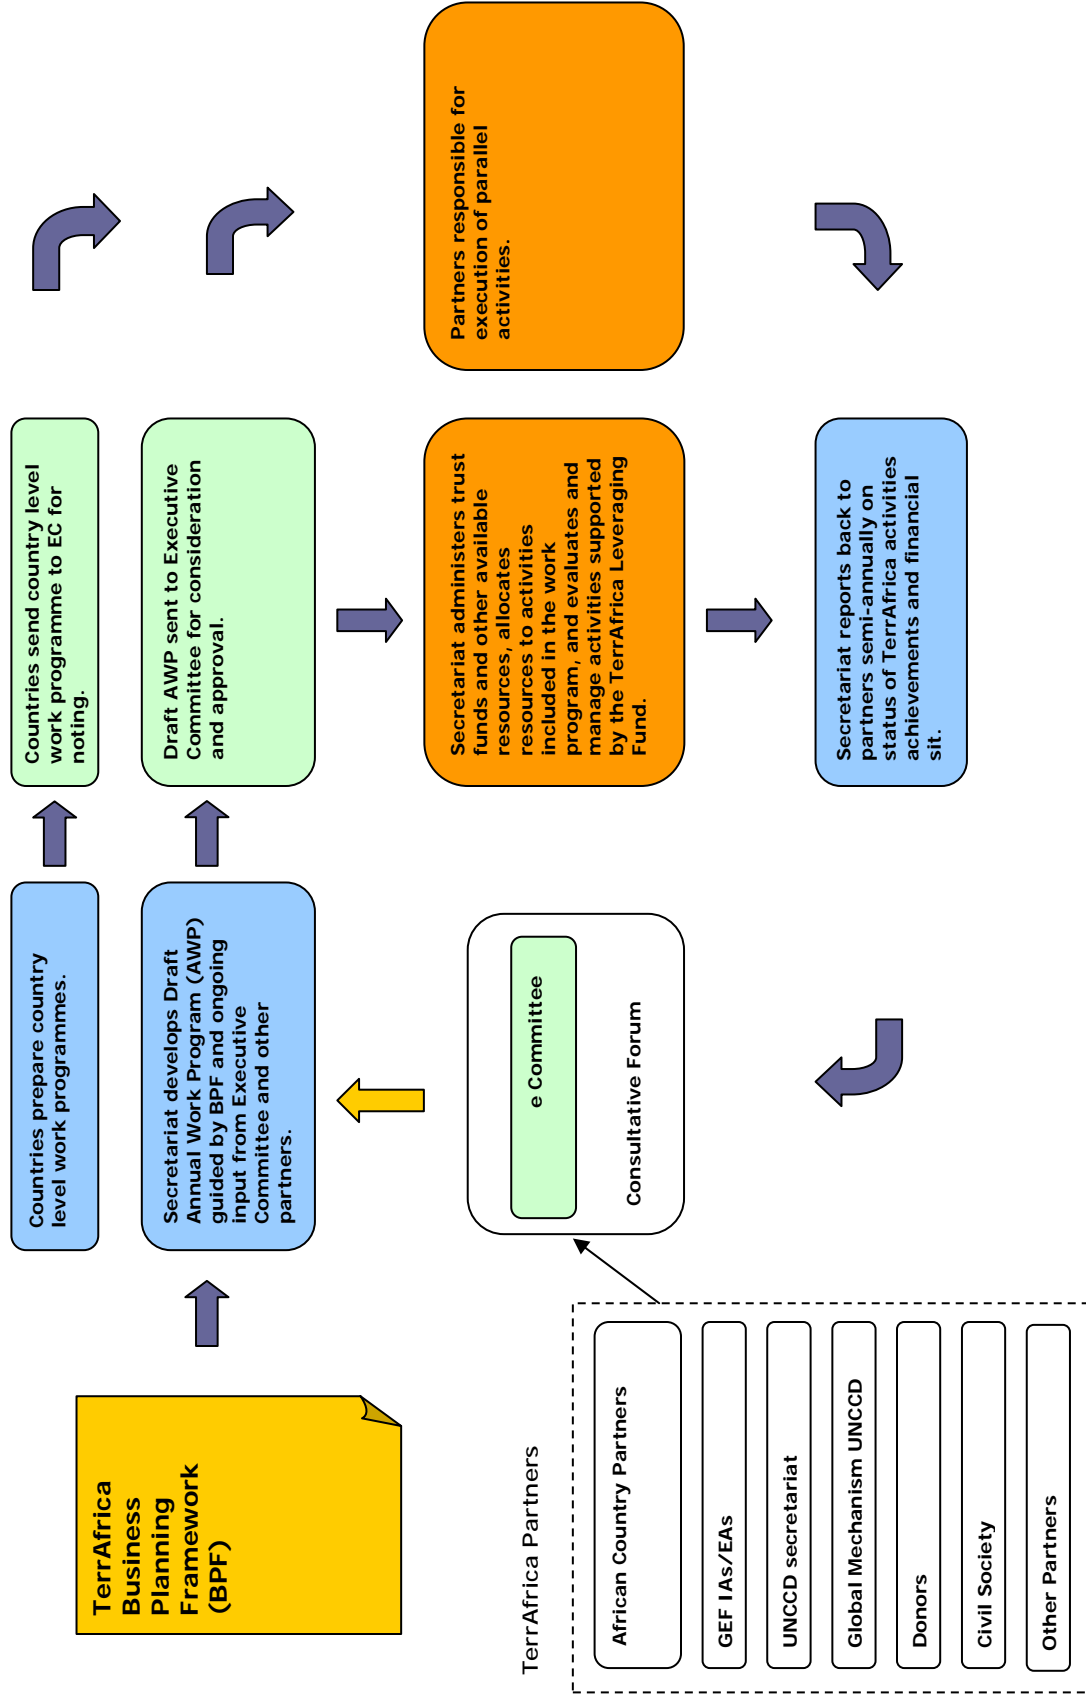 TerrAfrica
Business
Planning
Framework
(BPF)
Countries prepare country
level work programmes.
Countries send country level
work programme to EC for
noting.
Secretariat develops Draft
Annual Work Program (AWP)
guided by BPF and ongoing
input from Executive
Committee and other
partners.
Draft AWP sent to Executive
Committee for consideration
and approval.
Secretariat administers trust
funds and other available
resources, allocates
resources to activities
included in the work
program, and evaluates and
manage activities supported
by the TerrAfrica Leveraging
Fund.
Partners responsible for
execution of parallel
activities.
e Committee
Consultative Forum
Secretariat reports back to
partners semi-annually on
status of TerrAfrica activities
achievements and financial
sit.
TerrAfrica Partners
African Country Partners
GEF IAs/EAs
UNCCD secretariat
Global Mechanism UNCCD
Donors
Civil Society
Other Partners